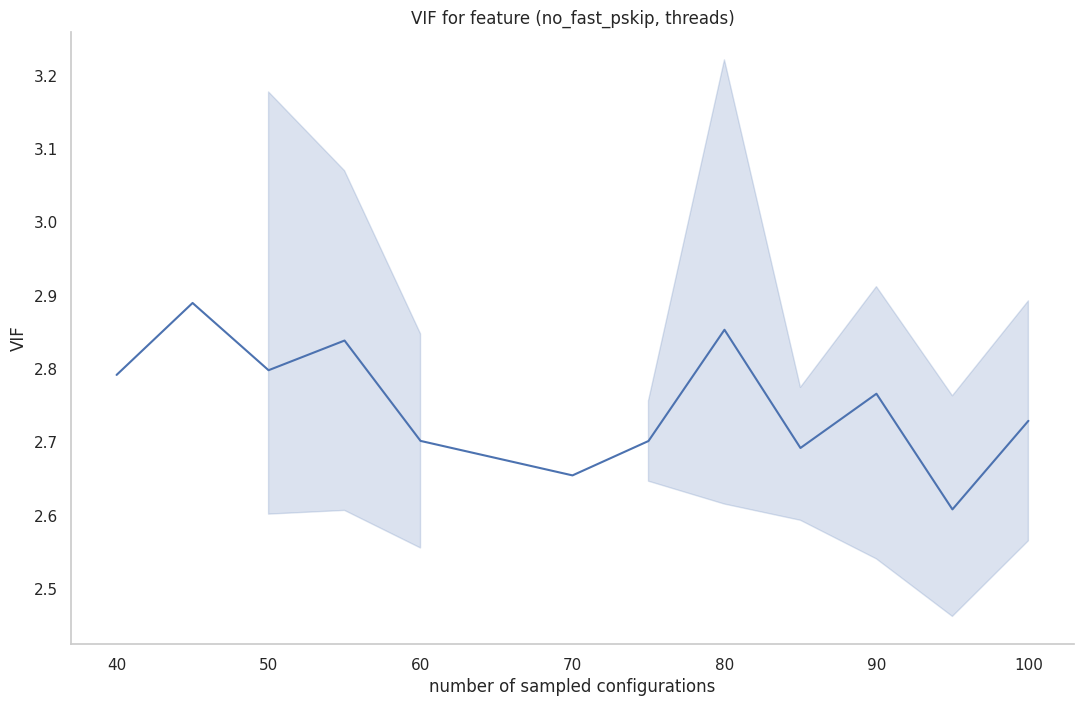 VIF for feature (no_fast_pskip, threads)
3.2
3.1
3.0
2.9
2.8
2.7
2.6
2.5
VIF
40 50 60 70 80 90 100
number of sampled configurations